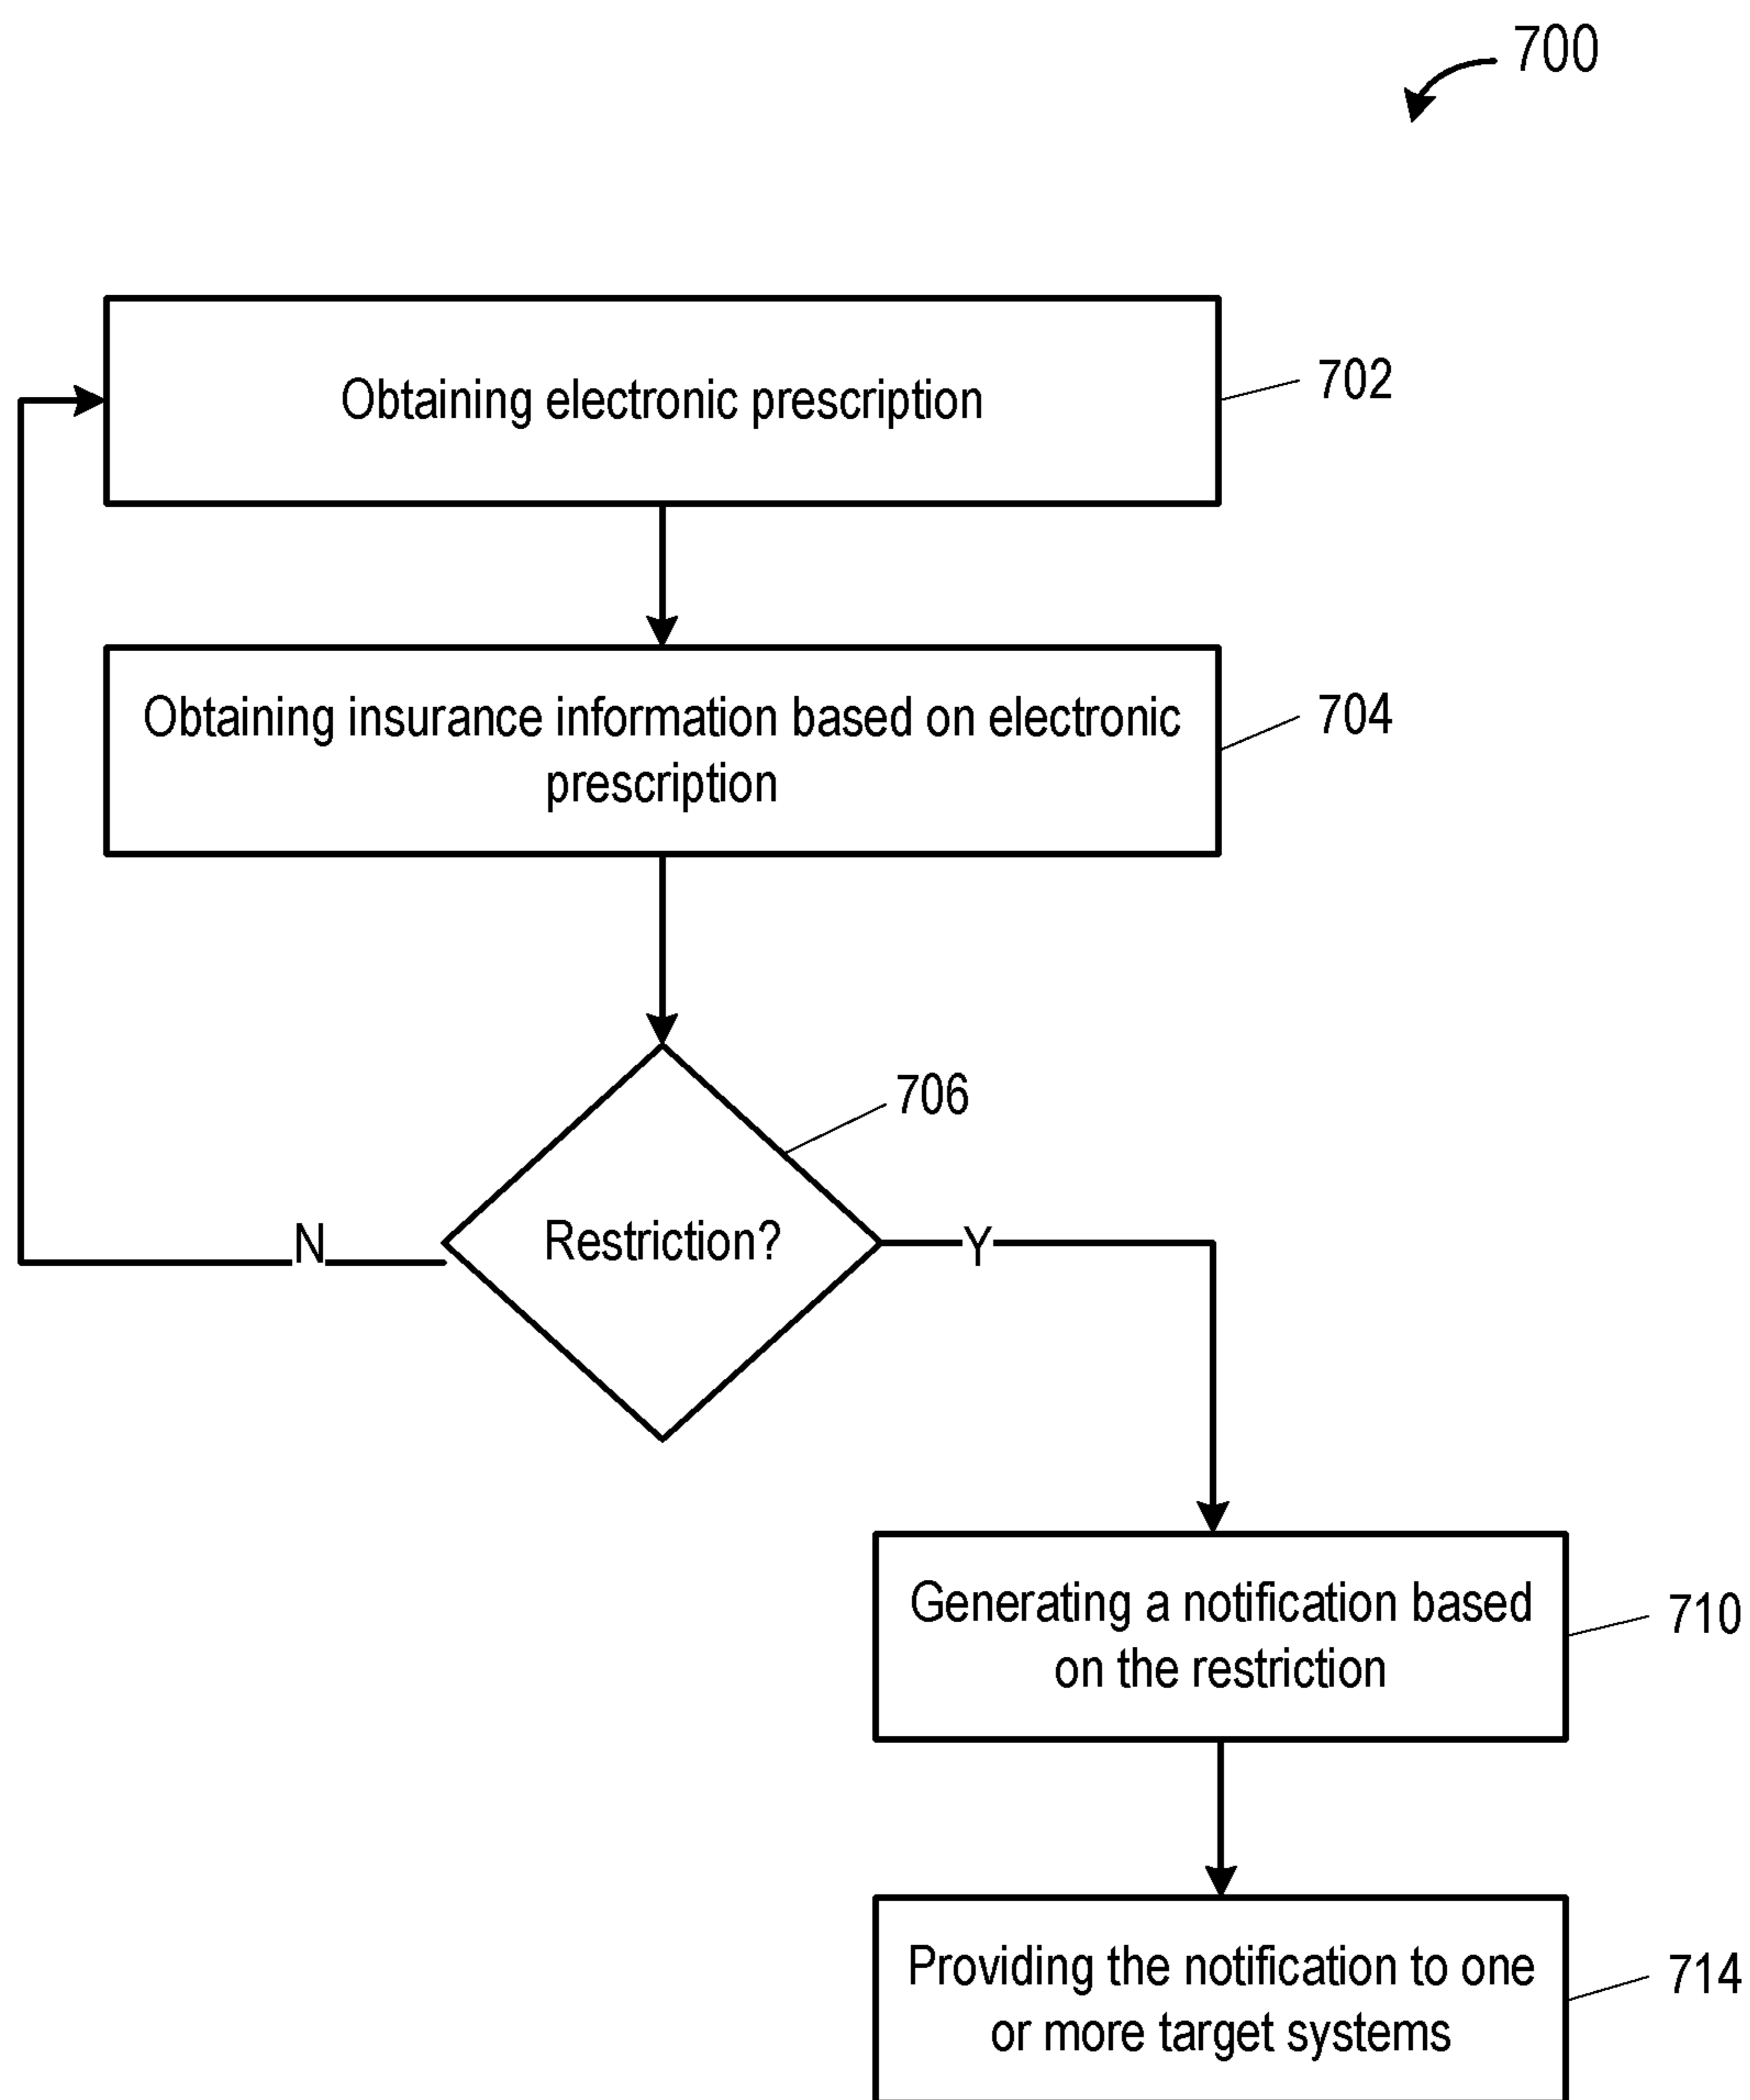 700
Obtaining electronic prescription
702
Obtaining insurance information based on electronic
prescription
704
706
Restriction?
N
Y
Generating a notification based
on the restriction
710
Providing the notification to one
or more target systems
714